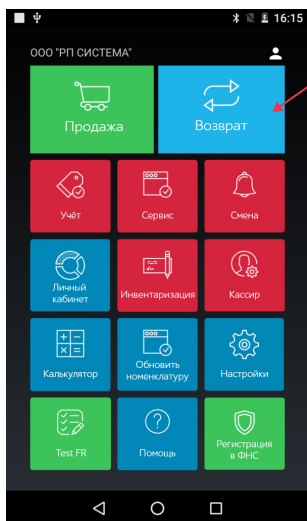 16:15
ООО "РП СИСТЕМА"
Продажа
Возврат
Учёт
Сервис
Смена
Личный
кабинет
Инвентаризация
Кассир
Калькулятор
Обновить
номенклатуру
Настройки
Test FR
Помощь
Регистрация
в ФНС